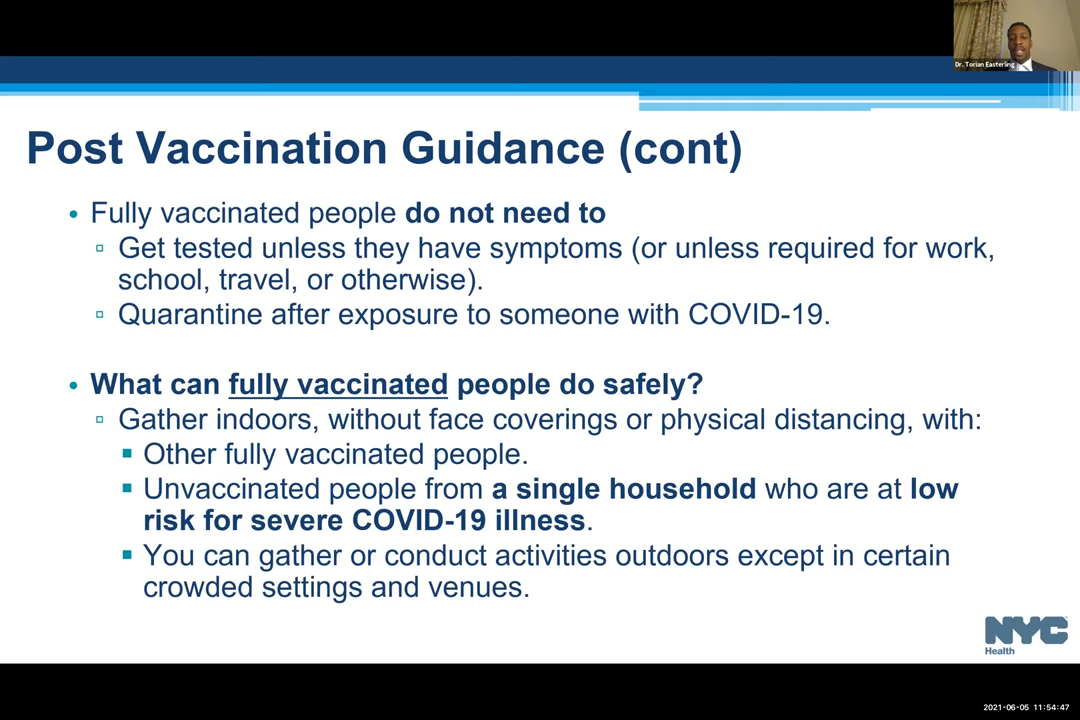 Dr. Torian Easterling
Post Vaccination Guidance (cont)
• Fully vaccinated people do not need to
▫ Get tested unless they have symptoms (or unless required for work,
school, travel, or otherwise).
▫ Quarantine after exposure to someone with COVID-19.
• What can fully vaccinated people do safely?
▫ Gather indoors, without face coverings or physical distancing, with:
▪ Other fully vaccinated people.
▪ Unvaccinated people from a single household who are at low
risk for severe COVID-19 illness.
▪ You can gather or conduct activities outdoors except in certain
crowded settings and venues.
NYC
Health
2021-06-05 11:54:47